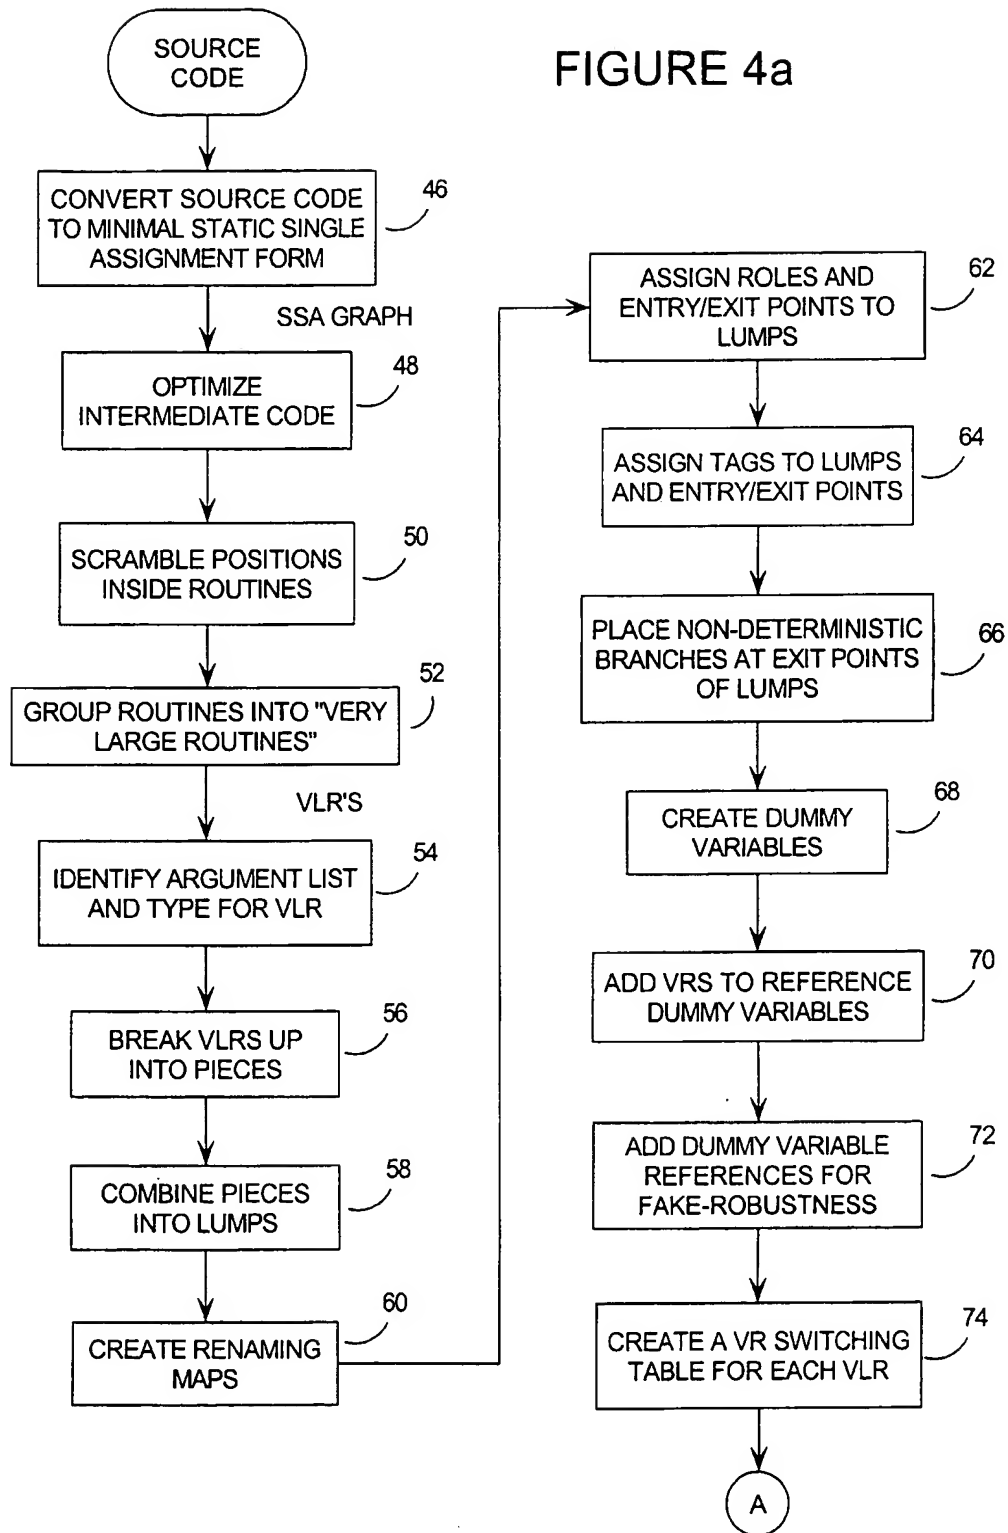 FIGURE 4a
SOURCE
CODE
CONVERT SOURCE CODE
TO MINIMAL STATIC SINGLE
ASSIGNMENT FORM
46
SSA GRAPH
OPTIMIZE
INTERMEDIATE CODE
48
SCRAMBLE POSITIONS
INSIDE ROUTINES
50
GROUP ROUTINES INTO "VERY
LARGE ROUTINES"
52
VLR'S
IDENTIFY ARGUMENT LIST
AND TYPE FOR VLR
54
BREAK VLRS UP
INTO PIECES
56
COMBINE PIECES
INTO LUMPS
58
CREATE RENAMING
MAPS
60
ASSIGN ROLES AND
ENTRY/EXIT POINTS TO
LUMPS
62
ASSIGN TAGS TO LUMPS
AND ENTRY/EXIT POINTS
64
PLACE NON-DETERMINISTIC
BRANCHES AT EXIT POINTS
OF LUMPS
66
CREATE DUMMY
VARIABLES
68
ADD VRS TO REFERENCE
DUMMY VARIABLES
70
ADD DUMMY VARIABLE
REFERENCES FOR
FAKE-ROBUSTNESS
72
CREATE A VR SWITCHING
TABLE FOR EACH VLR
74
A